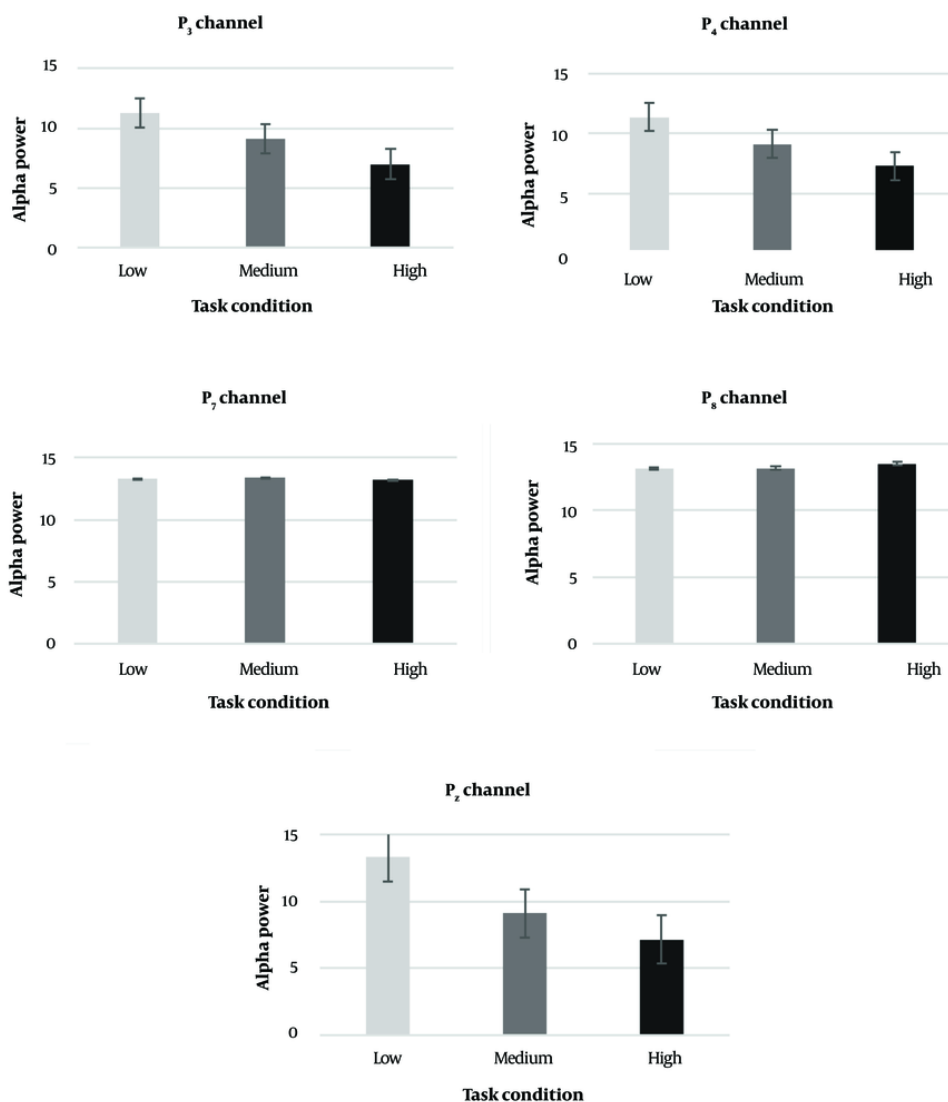 P₃ channel
15
10
5
0
Alpha power
Low Medium High
Task condition
P₄ channel
15
10
5
0
Alpha power
Low Medium High
Task condition
P₇ channel
15
10
5
0
Alpha power
Low Medium High
Task condition
P₈ channel
15
10
5
0
Alpha power
Low Medium High
Task condition
P_z channel
15
10
5
0
Alpha power
Low Medium High
Task condition